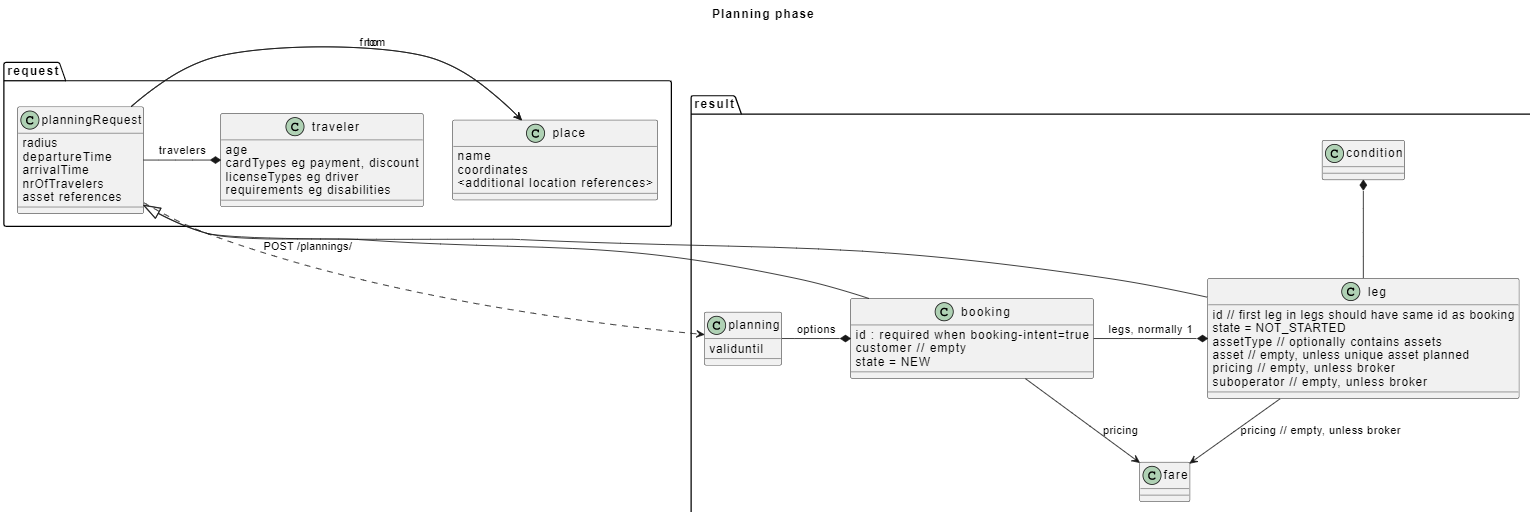 Planning phase
from
to
request
C planningRequest
radius
departureTime
arrivalTime
nrOfTravelers
asset references
travelers
C traveler
age
cardTypes eg payment, discount
licenseTypes eg driver
requirements eg disabilities
C place
name
coordinates
<additional location references>
POST /plannings/
result
C condition
C planning
validuntil
options
C booking
id : required when booking-intent=true
customer // empty
state = NEW
legs, normally 1
C leg
id // first leg in legs should have same id as booking
state = NOT_STARTED
assetType // optionally contains assets
asset // empty, unless unique asset planned
pricing // empty, unless broker
suboperator // empty, unless broker
pricing
pricing // empty, unless broker
C fare